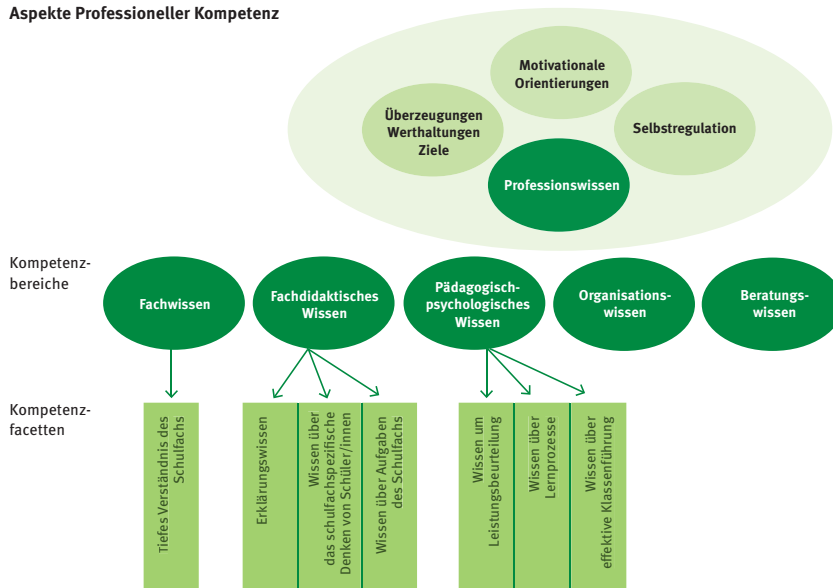 Aspekte Professioneller Kompetenz
Motivationale
Orientierungen
Überzeugungen
Werthaltungen
Ziele
Selbstregulation
Professionswissen
Kompetenz-
bereiche
Fachwissen
Fachdidaktisches
Wissen
Pädagogisch-
psychologisches
Wissen
Organisations-
wissen
Beratungs-
wissen
Kompetenz-
facetten
Tiefes Verständnis des
Schulfachs
Erklärungswissen
Wissen über
das schulfachspezifische
Denken von Schüler/innen
Wissen über Aufgaben
des Schulfachs
Wissen um
Leistungsbeurteilung
Wissen über
Lernprozesse
Wissen über
effektive Klassenführung